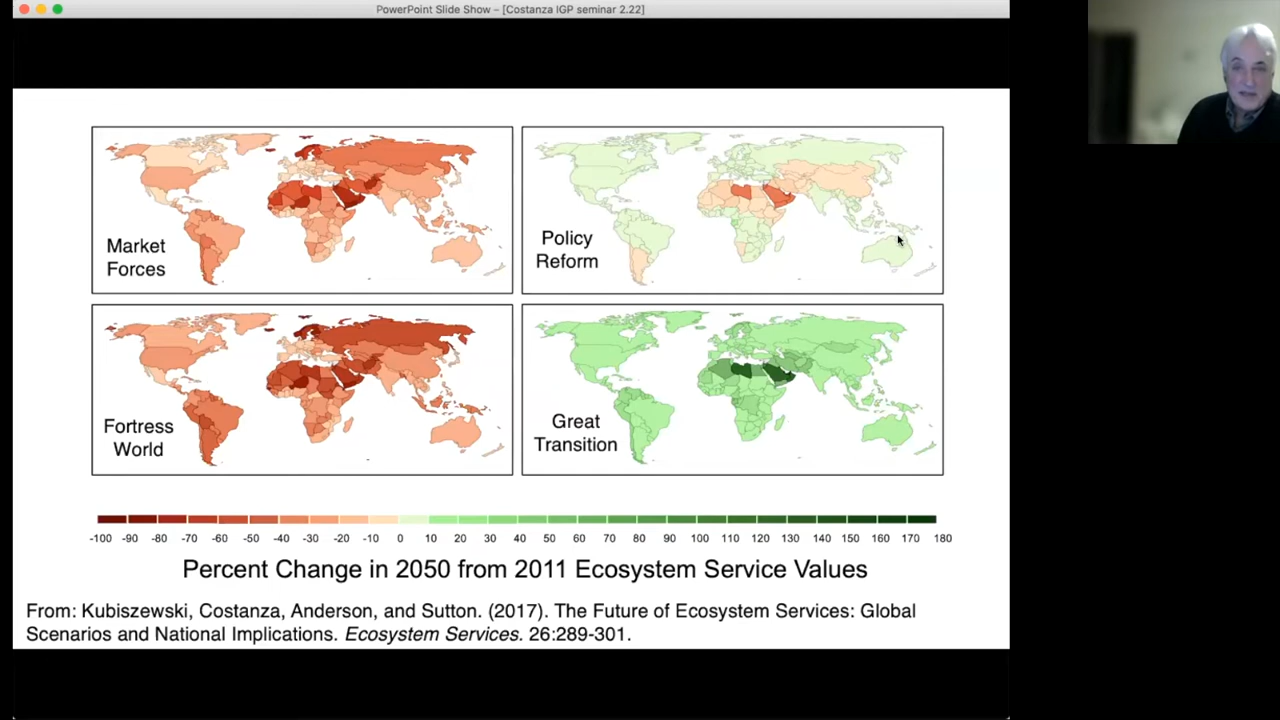 PowerPoint Slide Show – [Costanza IGP seminar 2.22]
Market
Forces
Policy
Reform
Fortress
World
Great
Transition
-100 -90 -80 -70 -60 -50 -40 -30 -20 -10 0 10 20 30 40 50 60 70 80 90 100 110 120 130 140 150 160 170 180
Percent Change in 2050 from 2011 Ecosystem Service Values
From: Kubiszewski, Costanza, Anderson, and Sutton. (2017). The Future of Ecosystem Services: Global
Scenarios and National Implications. Ecosystem Services. 26:289-301.